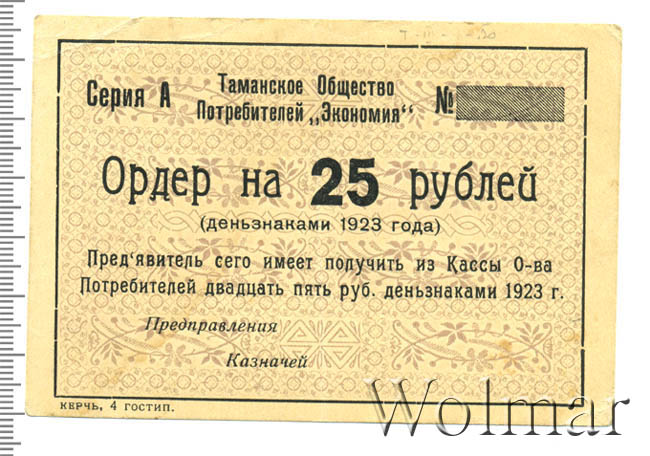 Серия А
Таманское Общество
Потребителей „Экономия“
№
Ордер на 25 рублей
(деньзнаками 1923 года)
Пред‘явитель сего имеет получить из Кассы О-ва
Потребителей двадцать пять руб. деньзнаками 1923 г.
Предправления
Казначей
КЕРЧЬ, 4 ГОСТИП.
Wolmar